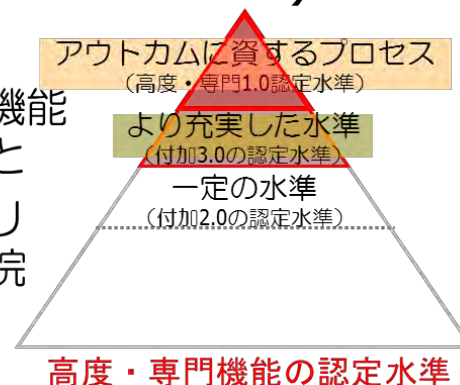 アウトカムに資するプロセス
（高度・専門1.0認定水準）
機能
より充実した水準
と
（付加3.0の認定水準）
一定の水準
リ
（付加2.0の認定水準）
院
高度・専門機能の認定水準